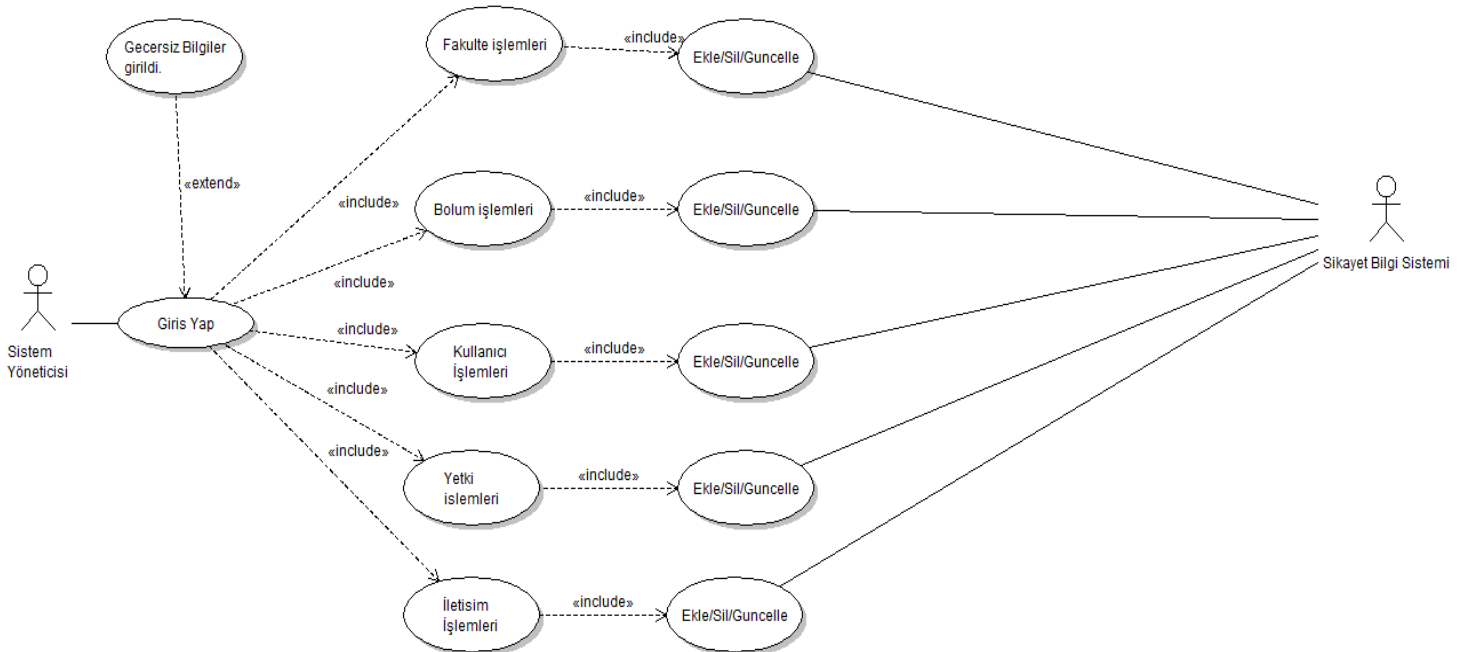 Gecersiz Bilgiler
girildi.
«extend»
Fakulte işlemleri
«include»
Ekle/Sil/Guncelle
«include»
Bolum işlemleri
«include»
Ekle/Sil/Guncelle
Sikayet Bilgi Sistemi
«include»
Sistem
Yöneticisi
Giris Yap
«include»
Kullanıcı
İşlemleri
«include»
Ekle/Sil/Guncelle
«include»
Yetki
islemleri
«include»
Ekle/Sil/Guncelle
«include»
İletisim
İşlemleri
«include»
Ekle/Sil/Guncelle